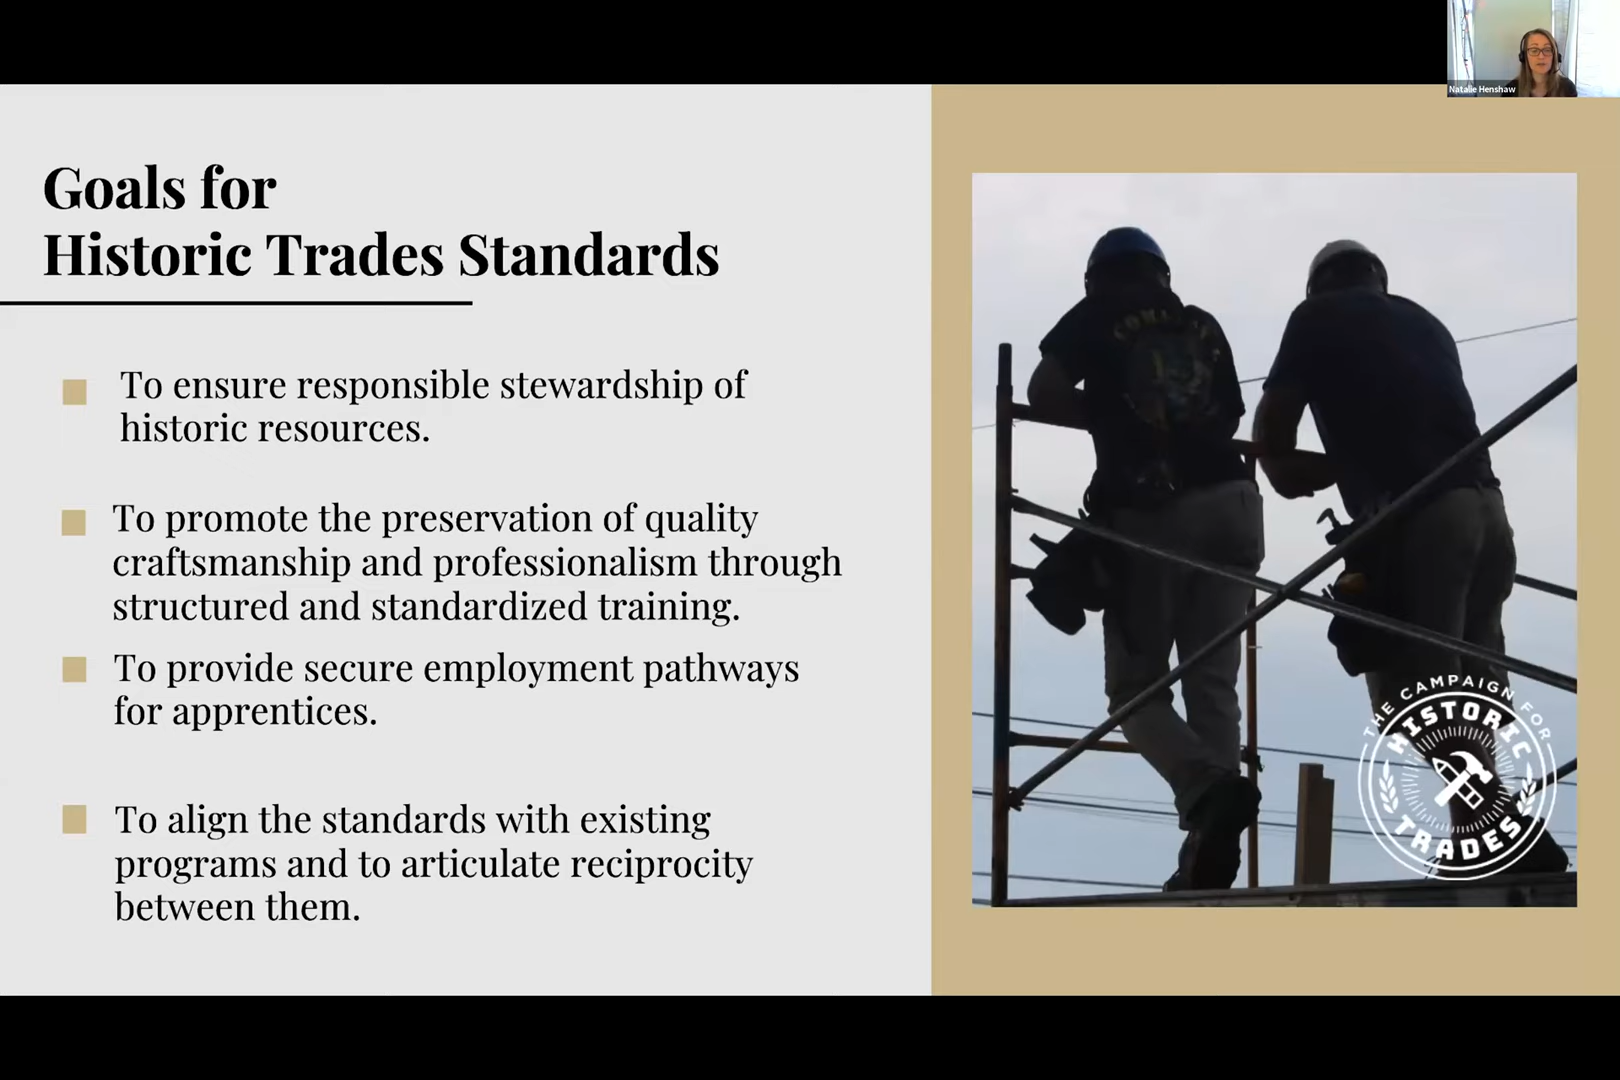 Natalie Henshaw
Goals for
Historic Trades Standards
To ensure responsible stewardship of
historic resources.
To promote the preservation of quality
craftsmanship and professionalism through
structured and standardized training.
To provide secure employment pathways
for apprentices.
To align the standards with existing
programs and to articulate reciprocity
between them.
THE CAMPAIGN FOR
HISTORIC
TRADES